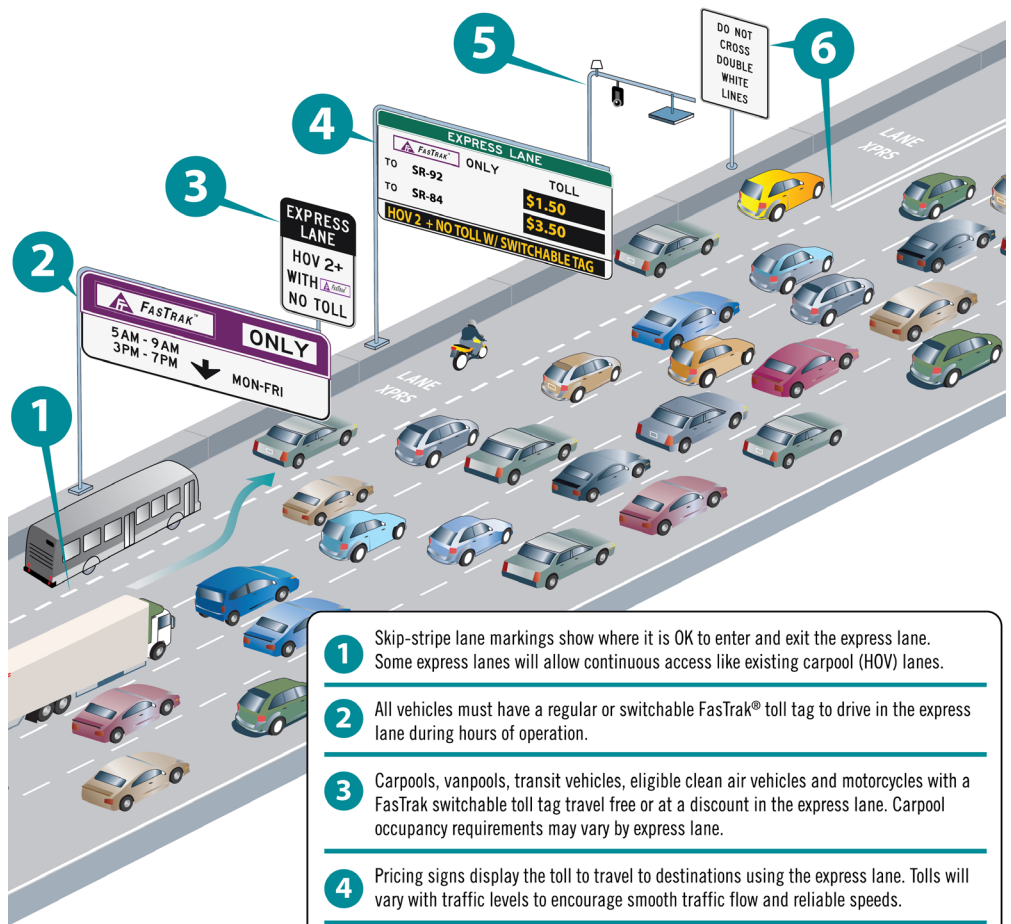 5
DO NOT
CROSS
DOUBLE
WHITE
LINES
6
4
EXPRESS LANE
FASTRAK™ ONLY
TOLL
TO SR-92 $1.50
TO SR-84 $3.50
HOV 2 + NO TOLL W/ SWITCHABLE TAG
LANE
XPRS
3
EXPRESS
LANE
HOV 2+
WITH FasTrak
NO TOLL
2
FASTRAK™ ONLY
5AM - 9AM
3PM - 7PM
MON-FRI
LANE
XPRS
1
1 Skip-stripe lane markings show where it is OK to enter and exit the express lane.
Some express lanes will allow continuous access like existing carpool (HOV) lanes.
2 All vehicles must have a regular or switchable FasTrak® toll tag to drive in the express
lane during hours of operation.
3 Carpools, vanpools, transit vehicles, eligible clean air vehicles and motorcycles with a
FasTrak switchable toll tag travel free or at a discount in the express lane. Carpool
occupancy requirements may vary by express lane.
4 Pricing signs display the toll to travel to destinations using the express lane. Tolls will
vary with traffic levels to encourage smooth traffic flow and reliable speeds.